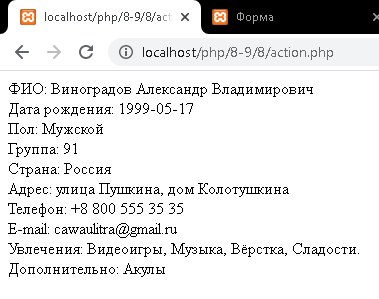 localhost/php/8-9/8/action.php
Форма
localhost/php/8-9/8/action.php
ФИО: Виноградов Александр Владимирович
Дата рождения: 1999-05-17
Пол: Мужской
Группа: 91
Страна: Россия
Адрес: улица Пушкина, дом Колотушкина
Телефон: +8 800 555 35 35
E-mail: cawaulitra@gmail.ru
Увлечения: Видеоигры, Музыка, Вёрстка, Сладости.
Дополнительно: Акулы